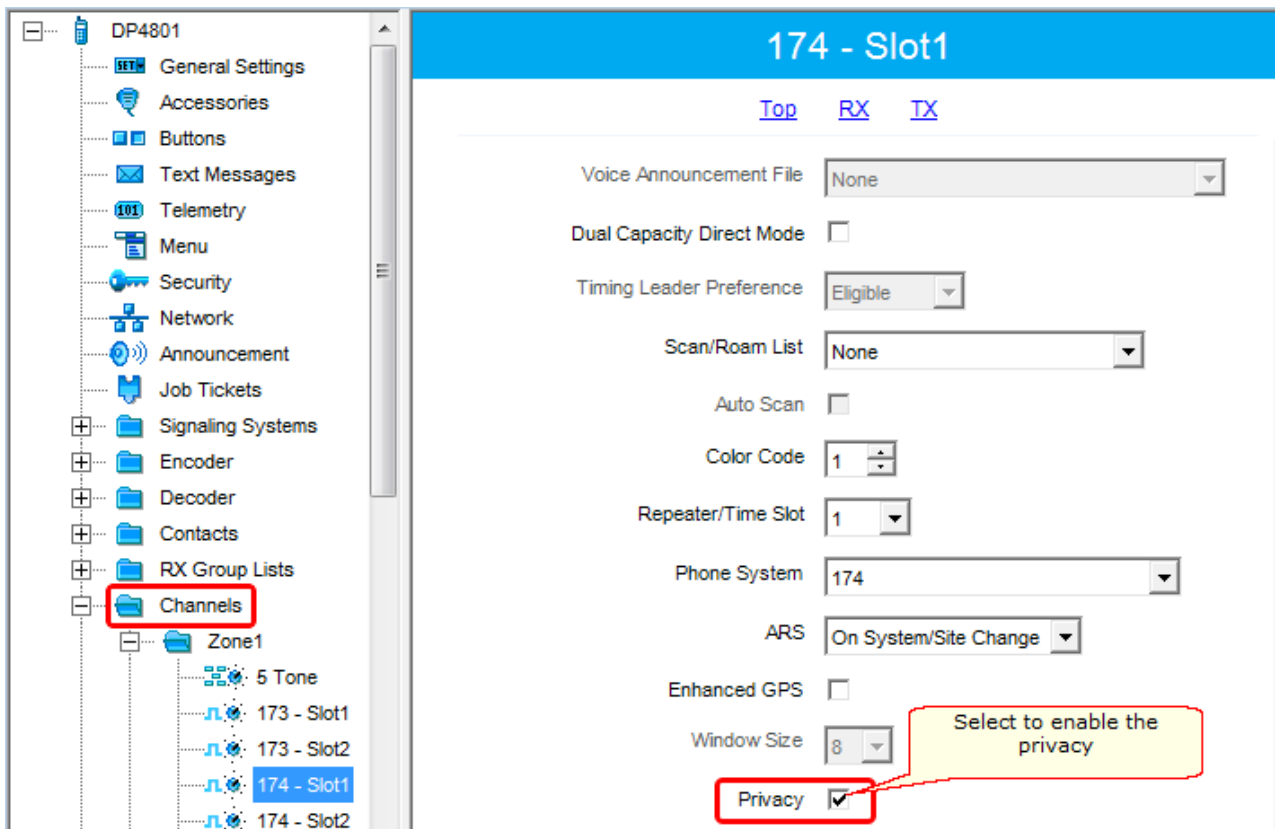 DP4801
SET
General Settings
Accessories
Buttons
Text Messages
101
Telemetry
Menu
Security
Network
Announcement
Job Tickets
Signaling Systems
Encoder
Decoder
Contacts
RX Group Lists
Channels
Zone1
5 Tone
173 - Slot1
173 - Slot2
174 - Slot1
174 - Slot2
174 - Slot1
Top RX TX
Voice Announcement File None
Dual Capacity Direct Mode
Timing Leader Preference Eligible
Scan/Roam List None
Auto Scan
Color Code 1
Repeater/Time Slot 1
Phone System 174
ARS On System/Site Change
Enhanced GPS
Window Size 8
Select to enable the
privacy
Privacy